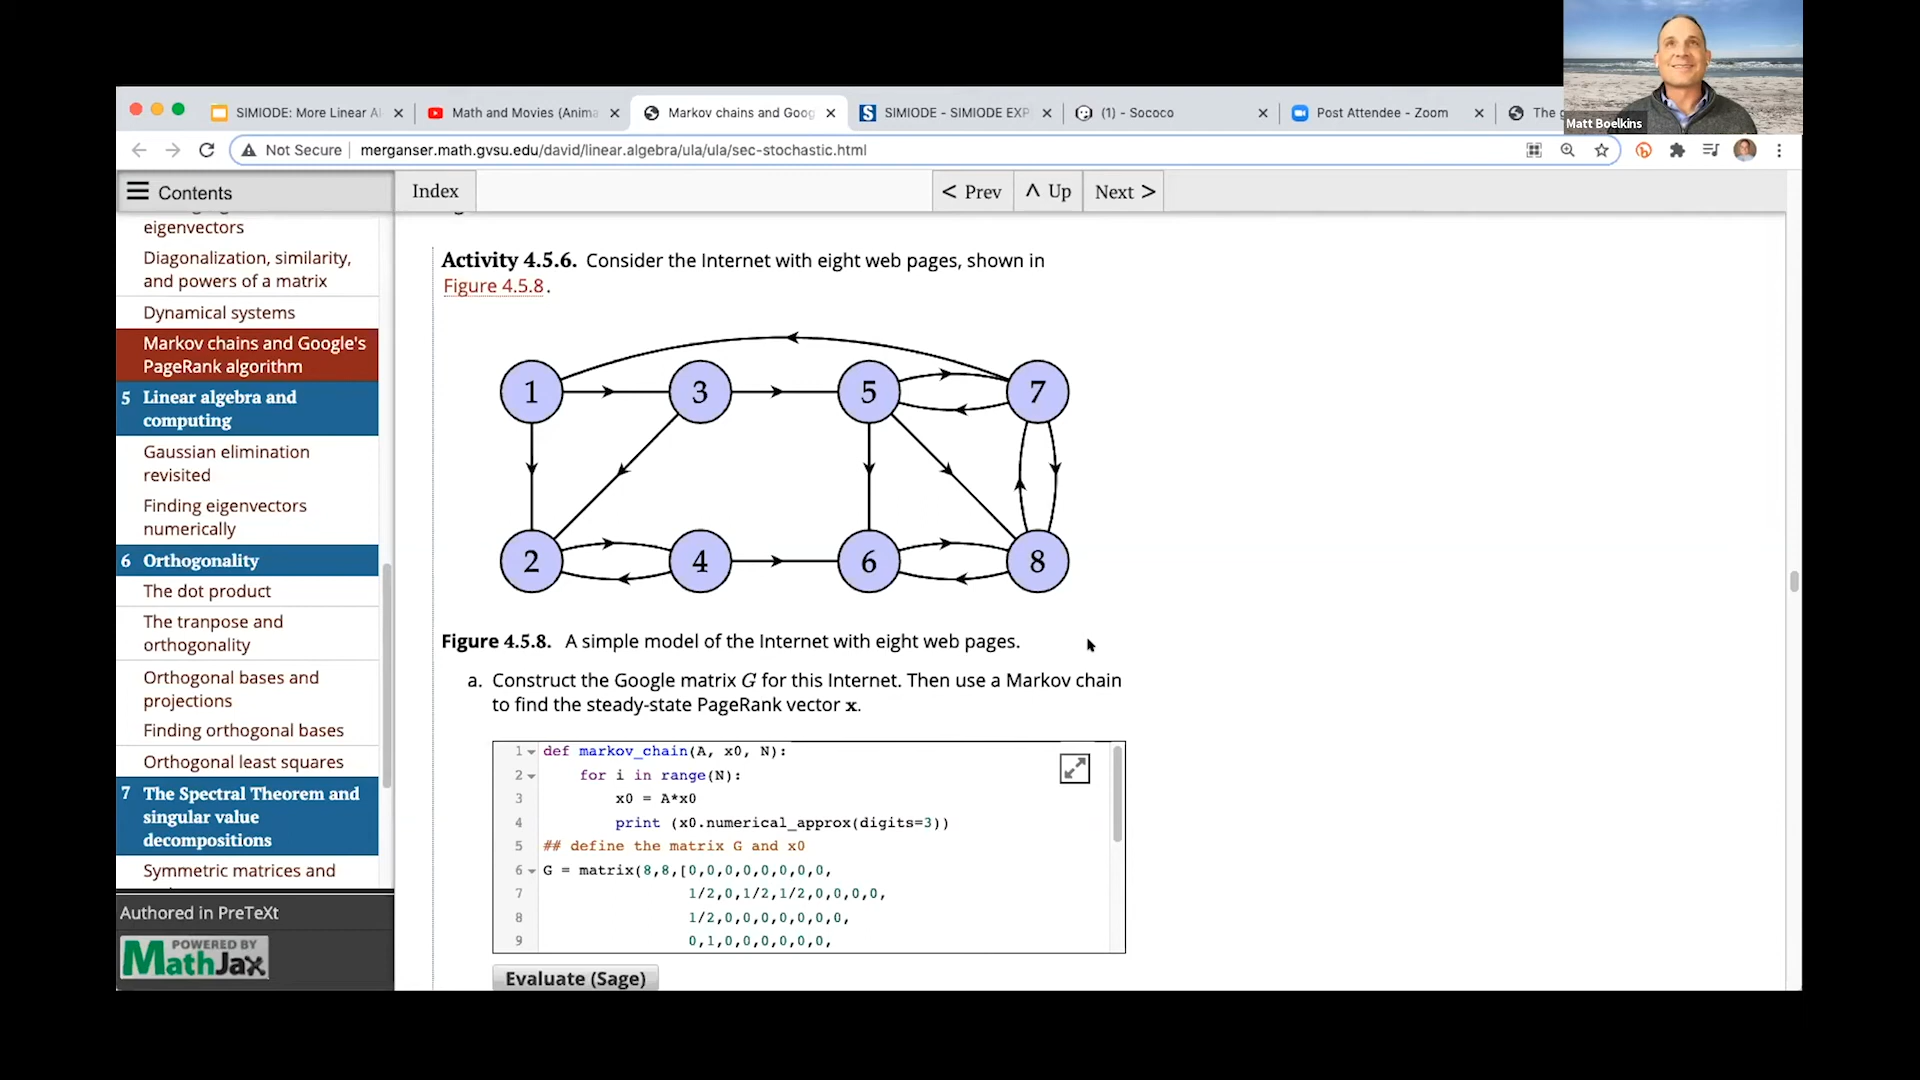 Matt Boelkins
SIMIODE: More Linear Al
Math and Movies (Anima
Markov chains and Goog
SIMIODE - SIMIODE EXP
(1) - Sococo
Post Attendee - Zoom
The g
Not Secure
merganser.math.gvsu.edu/david/linear.algebra/ula/ula/sec-stochastic.html
Contents
Index
< Prev
^ Up
Next >
eigenvectors
Diagonalization, similarity,
and powers of a matrix
Dynamical systems
Markov chains and Google's
PageRank algorithm
5 Linear algebra and
computing
Gaussian elimination
revisited
Finding eigenvectors
numerically
6 Orthogonality
The dot product
The tranpose and
orthogonality
Orthogonal bases and
projections
Finding orthogonal bases
Orthogonal least squares
7 The Spectral Theorem and
singular value
decompositions
Symmetric matrices and
Authored in PreTeXt
POWERED BY
MathJax
Activity 4.5.6. Consider the Internet with eight web pages, shown in
Figure 4.5.8.
1 3 5 7
2 4 6 8
Figure 4.5.8. A simple model of the Internet with eight web pages.
a. Construct the Google matrix G for this Internet. Then use a Markov chain
to find the steady-state PageRank vector x.
1 def markov_chain(A, x0, N):
2 for i in range(N):
3 x0 = A*x0
4 print (x0.numerical_approx(digits=3))
5 ## define the matrix G and x0
6 G = matrix(8,8,[0,0,0,0,0,0,0,0,
7 1/2,0,1/2,1/2,0,0,0,0,
8 1/2,0,0,0,0,0,0,0,
9 0,1,0,0,0,0,0,0,
Evaluate (Sage)